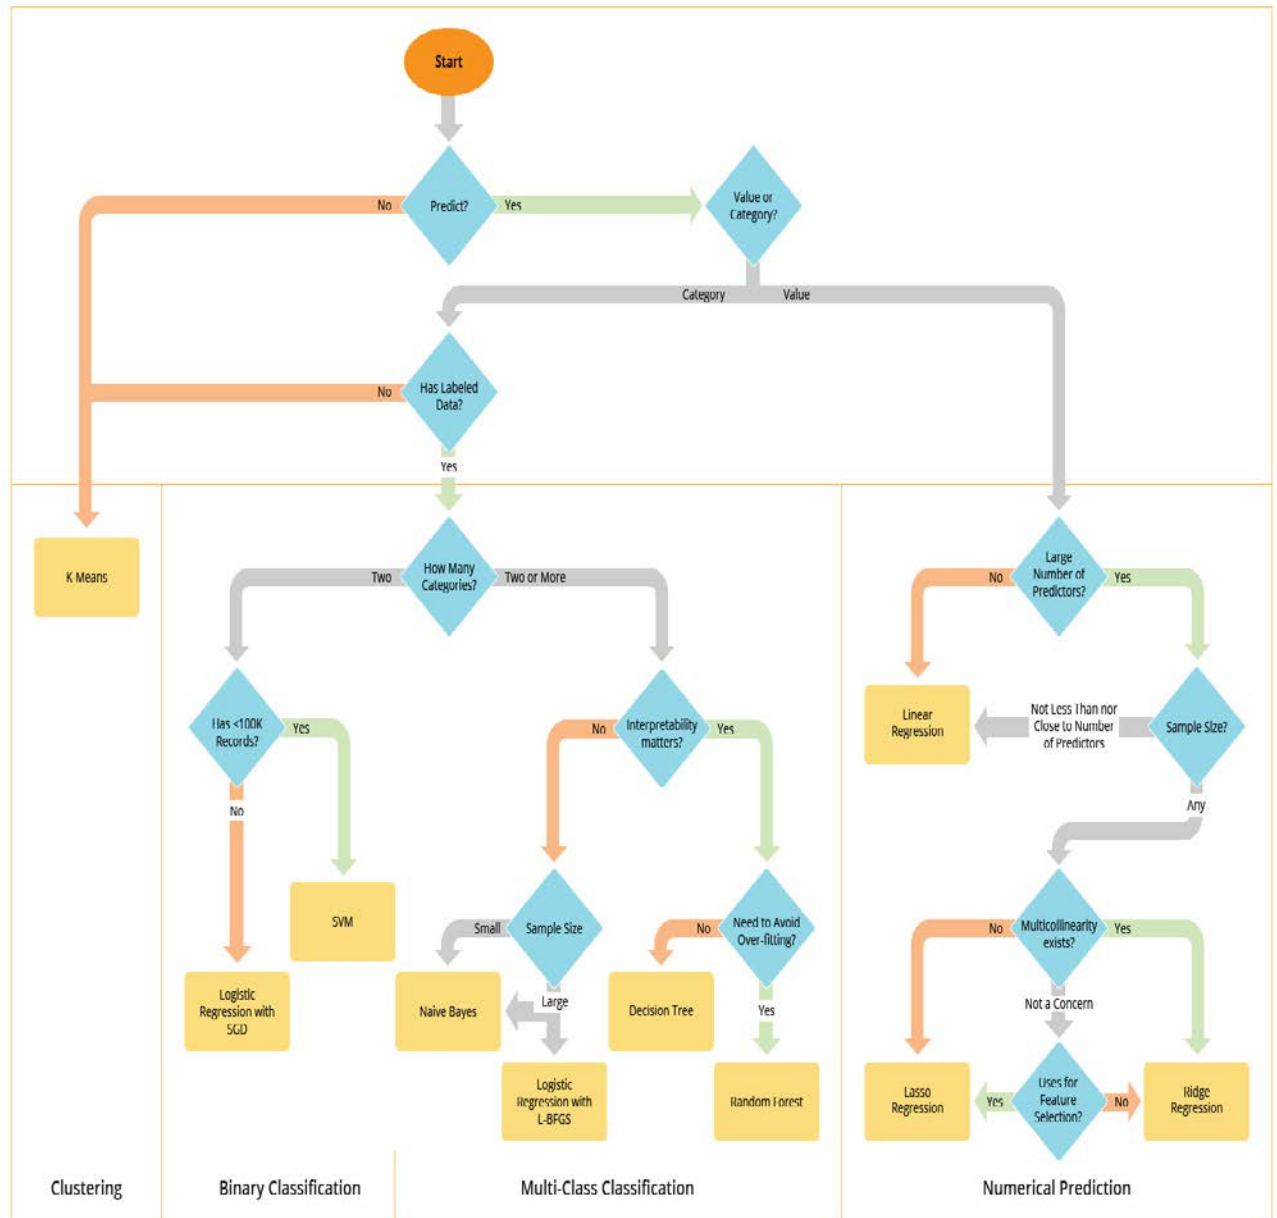 Start
Predict?
No
Yes
Value or
Category?
Category
Value
Has Labeled
Data?
No
Yes
K Means
How Many
Categories?
Two
Two or More
Large
Number of
Predictors?
No
Yes
Has <100K
Records?
Yes
No
Interpretability
matters?
No
Yes
Linear
Regression
Not Less Than nor
Close to Number
of Predictors
Sample Size?
Any
SVM
Logistic
Regression with
SGD
Sample Size
Small
Large
Naive Bayes
Logistic
Regression with
L-BFGS
Need to Avoid
Over-fitting?
No
Yes
Decision Tree
Random Forest
Multicollinearity
exists?
No
Yes
Not a Concern
Lasso
Regression
Yes
Uses for
Feature
Selection?
No
Ridge
Regression
Clustering
Binary Classification
Multi-Class Classification
Numerical Prediction